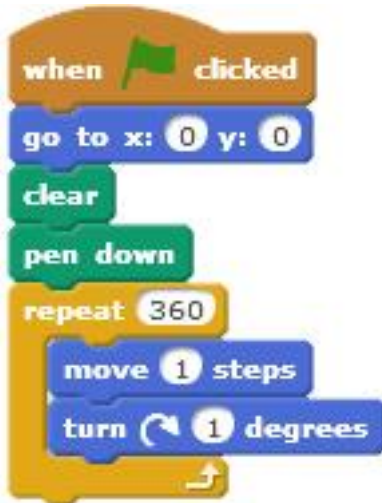 when clicked
go to x: 0 y: 0
clear
pen down
repeat 360
move 1 steps
turn 1 degrees